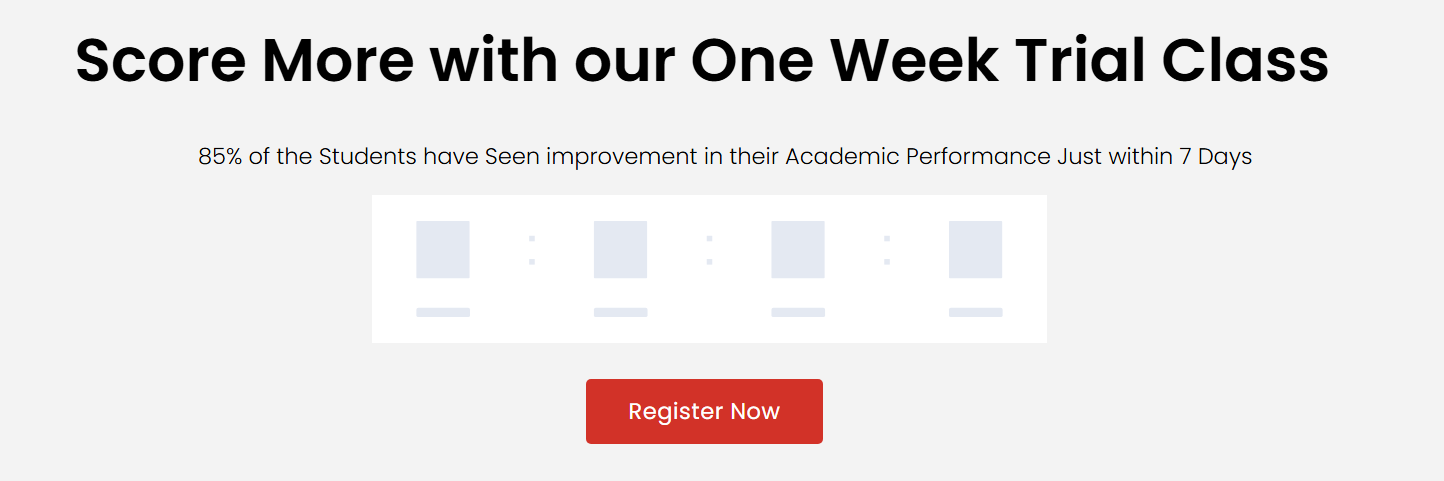 Score More with our One Week Trial Class
85% of the Students have Seen improvement in their Academic Performance Just within 7 Days
: : :
Register Now